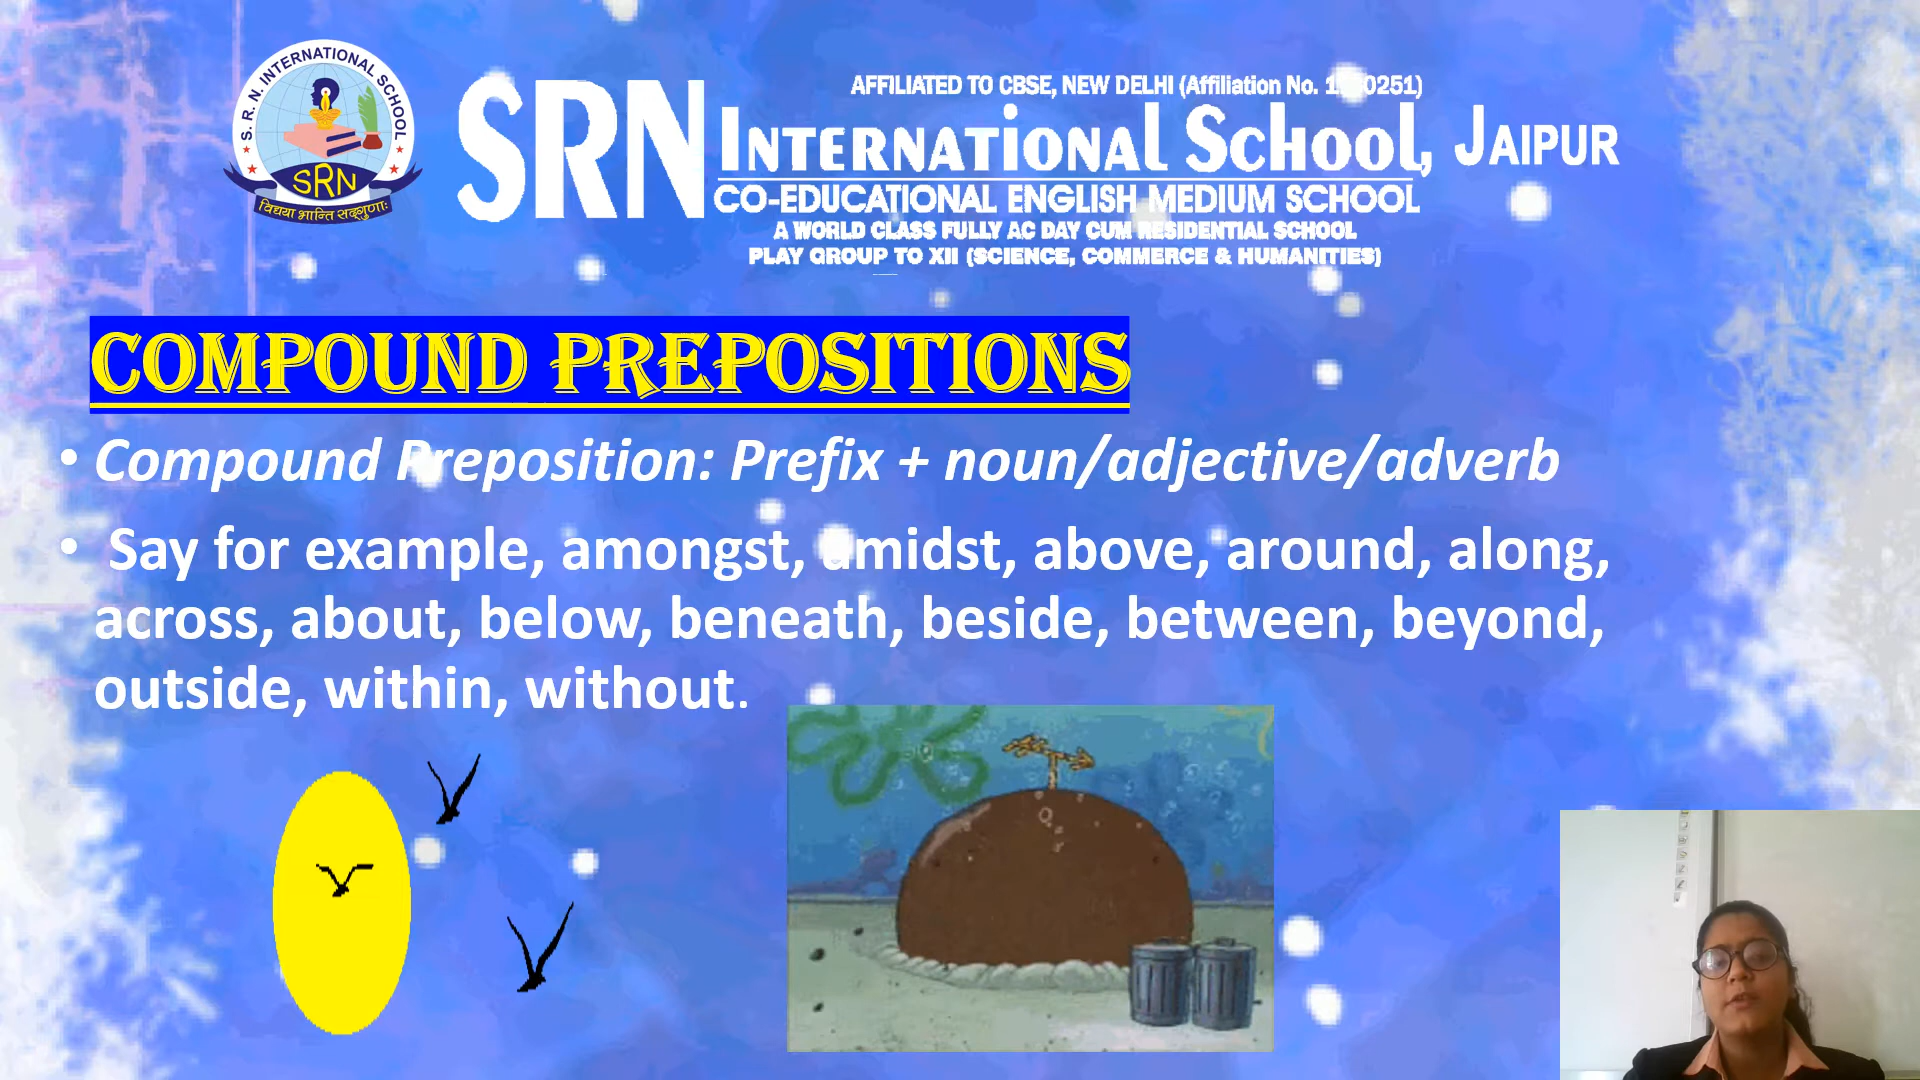 S. R. N. INTERNATIONAL SCHOOL
SRN
विद्यया भान्ति सद्गुणाः
AFFILIATED TO CBSE, NEW DELHI (Affiliation No.
SRN INTERNATIONAL SCHOOL, JAIPUR
CO-EDUCATIONAL ENGLISH MEDIUM SCHOOL
A WORLD CLASS FULLY AC DAY CUM RESIDENTIAL SCHOOL
PLAY GROUP TO XII (SCIENCE, COMMERCE & HUMANITIES)
COMPOUND PREPOSITIONS
• Compound Preposition: Prefix + noun/adjective/adverb
• Say for example, amongst, amidst, above, around, along,
across, about, below, beneath, beside, between, beyond,
outside, within, without.